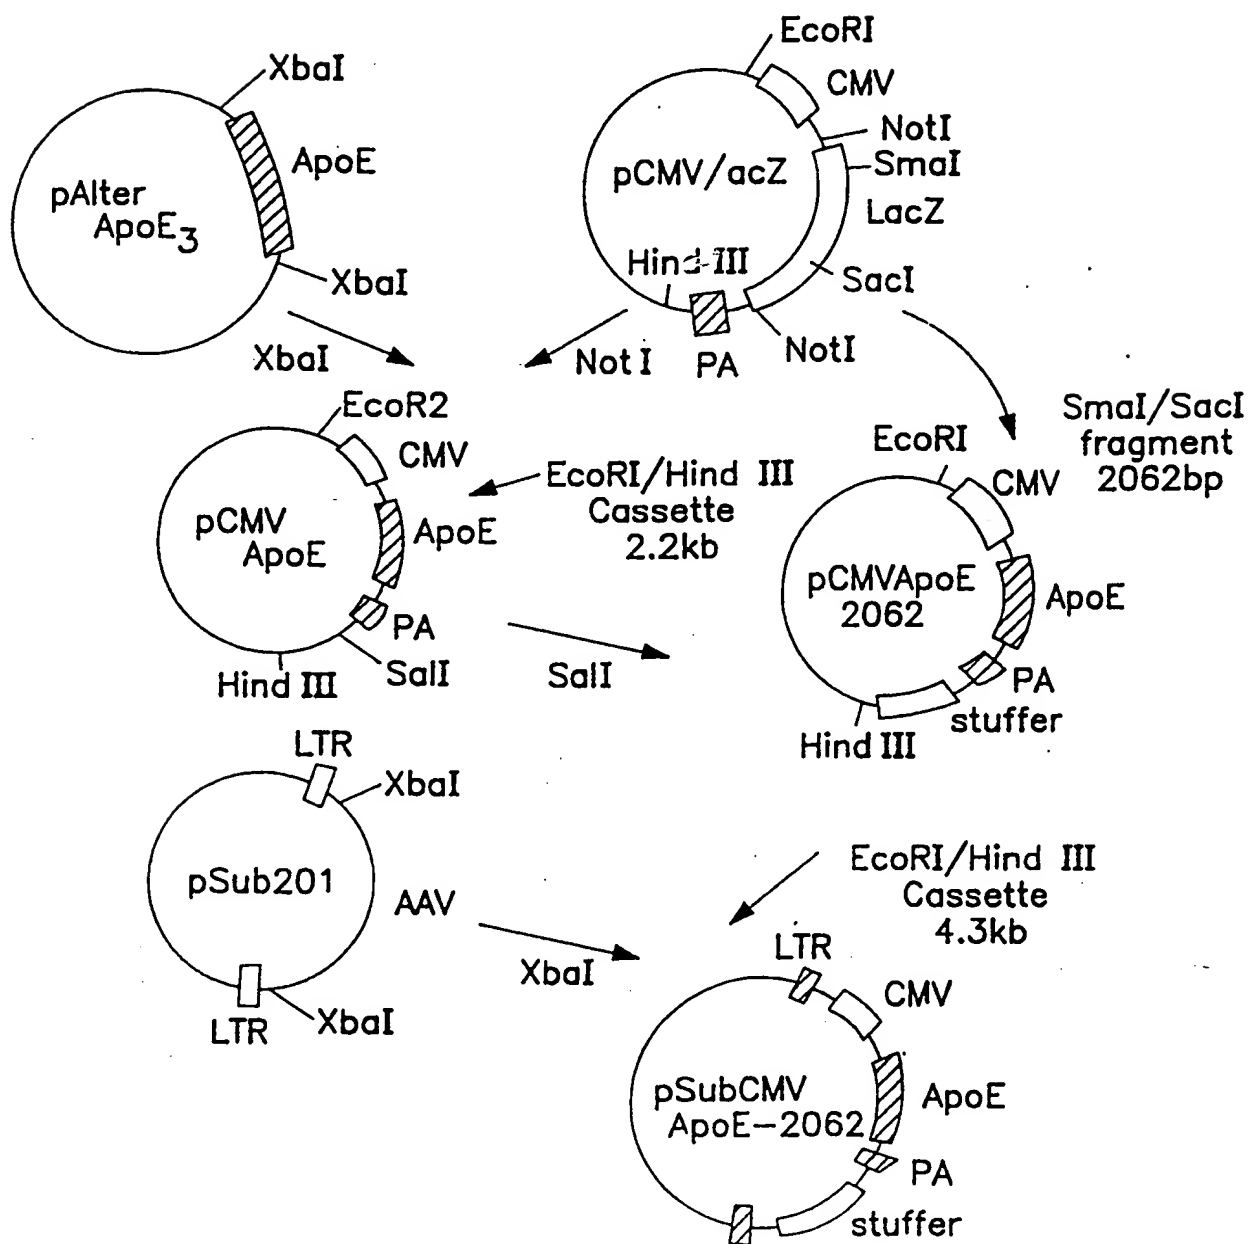 XbaI
ApoE
pAlter
ApoE3
XbaI
XbaI
EcoRI
CMV
NotI
SmaI
pCMV/acZ
LacZ
Hind III
SacI
NotI
PA
Not I
EcoR2
CMV
pCMV
ApoE
ApoE
PA
SalI
Hind III
EcoRI/Hind III
Cassette
2.2kb
SalI
SmaI/SacI
fragment
2062bp
EcoRI
CMV
pCMVApoE
2062
ApoE
PA
stuffer
Hind III
LTR
XbaI
pSub201
AAV
LTR
XbaI
XbaI
EcoRI/Hind III
Cassette
4.3kb
LTR
CMV
pSubCMV
ApoE-2062
ApoE
PA
stuffer